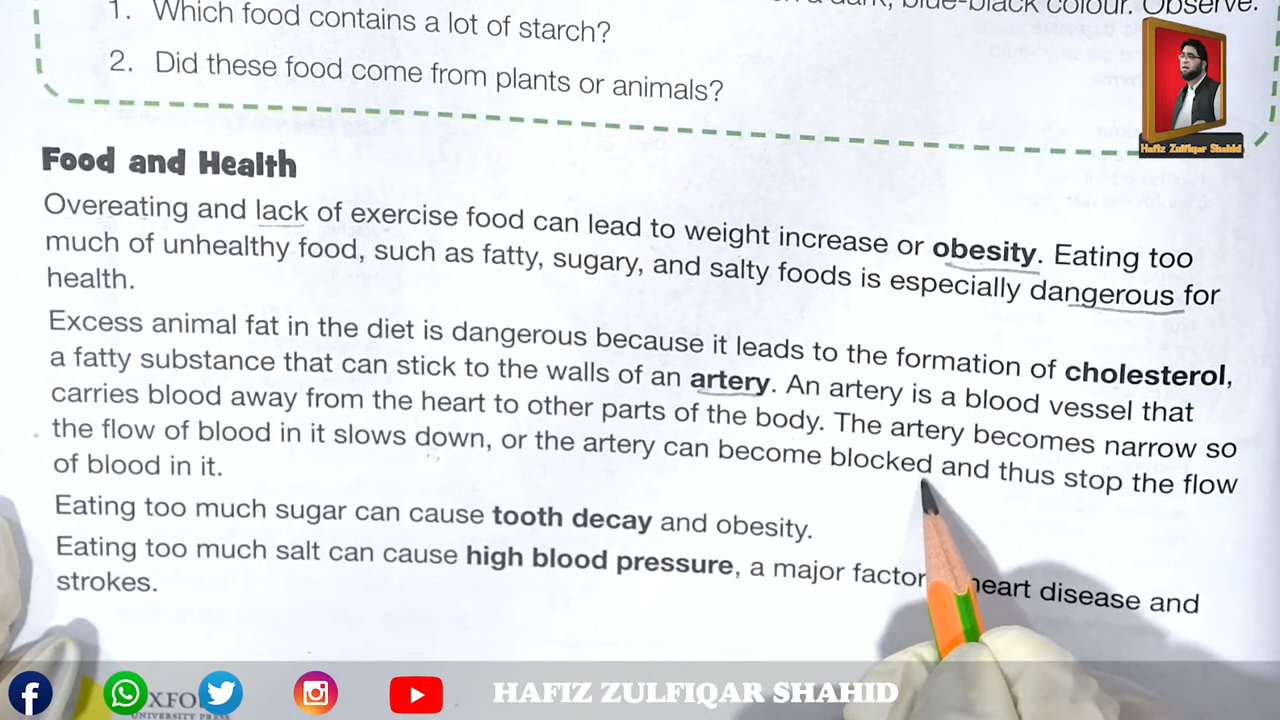 n a dark, blue-black colour. Observe.
1. Which food contains a lot of starch?
2. Did these food come from plants or animals?
Hafiz Zulfiqar Shahid
Food and Health
Overeating and lack of exercise food can lead to weight increase or obesity. Eating too
much of unhealthy food, such as fatty, sugary, and salty foods is especially dangerous for
health.
Excess animal fat in the diet is dangerous because it leads to the formation of cholesterol,
a fatty substance that can stick to the walls of an artery. An artery is a blood vessel that
carries blood away from the heart to other parts of the body. The artery becomes narrow so
the flow of blood in it slows down, or the artery can become blocked and thus stop the flow
of blood in it.
Eating too much sugar can cause tooth decay and obesity.
Eating too much salt can cause high blood pressure, a major factor heart disease and
strokes.
HAFIZ ZULFIQAR SHAHID
UNIVERSITY PRESS